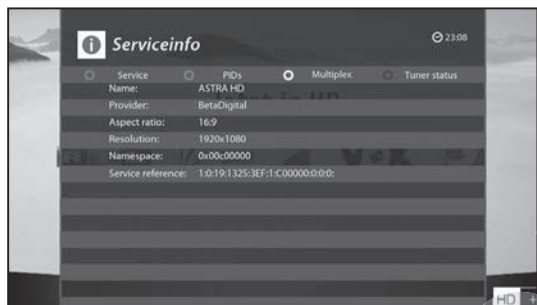 Serviceinfo
23:08
Service PIDs Multiplex Tuner status
Name: ASTRA HD
Provider: BetaDigital
Aspect ratio: 16:9
Resolution: 1920x1080
Namespace: 0x00c00000
Service reference: 1:0:19:1325:3EF:1:C00000:0:0:0:
HD +